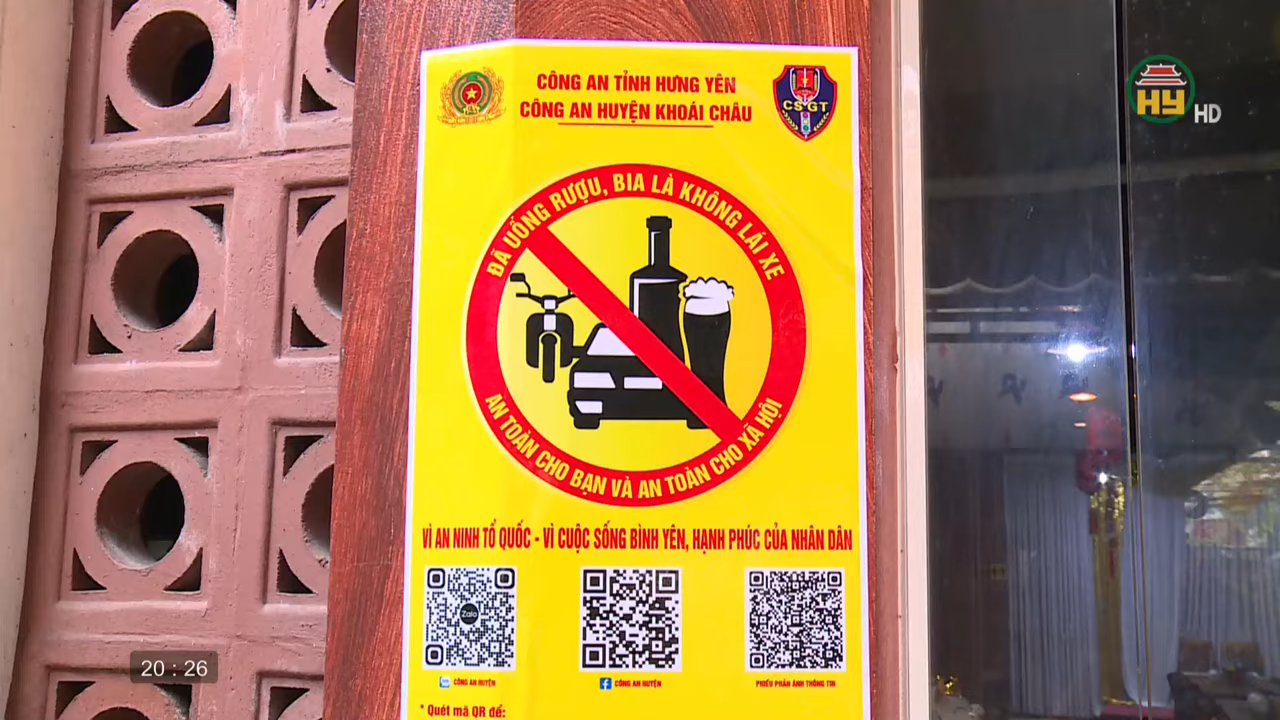 CÔNG AN TỈNH HƯNG YÊN
CÔNG AN HUYỆN KHOÁI CHÂU
CSGT
HY HD
ĐÃ UỐNG RƯỢU, BIA LÀ KHÔNG LÁI XE
AN TOÀN CHO BẠN VÀ AN TOÀN CHO XÃ HỘI
VÌ AN NINH TỔ QUỐC - VÌ CUỘC SỐNG BÌNH YÊN, HẠNH PHÚC CỦA NHÂN DÂN
Zalo
CÔNG AN HUYỆN
CÔNG AN HUYỆN
PHIẾU PHẢN ÁNH THÔNG TIN
* Quét mã QR để:
20 : 26